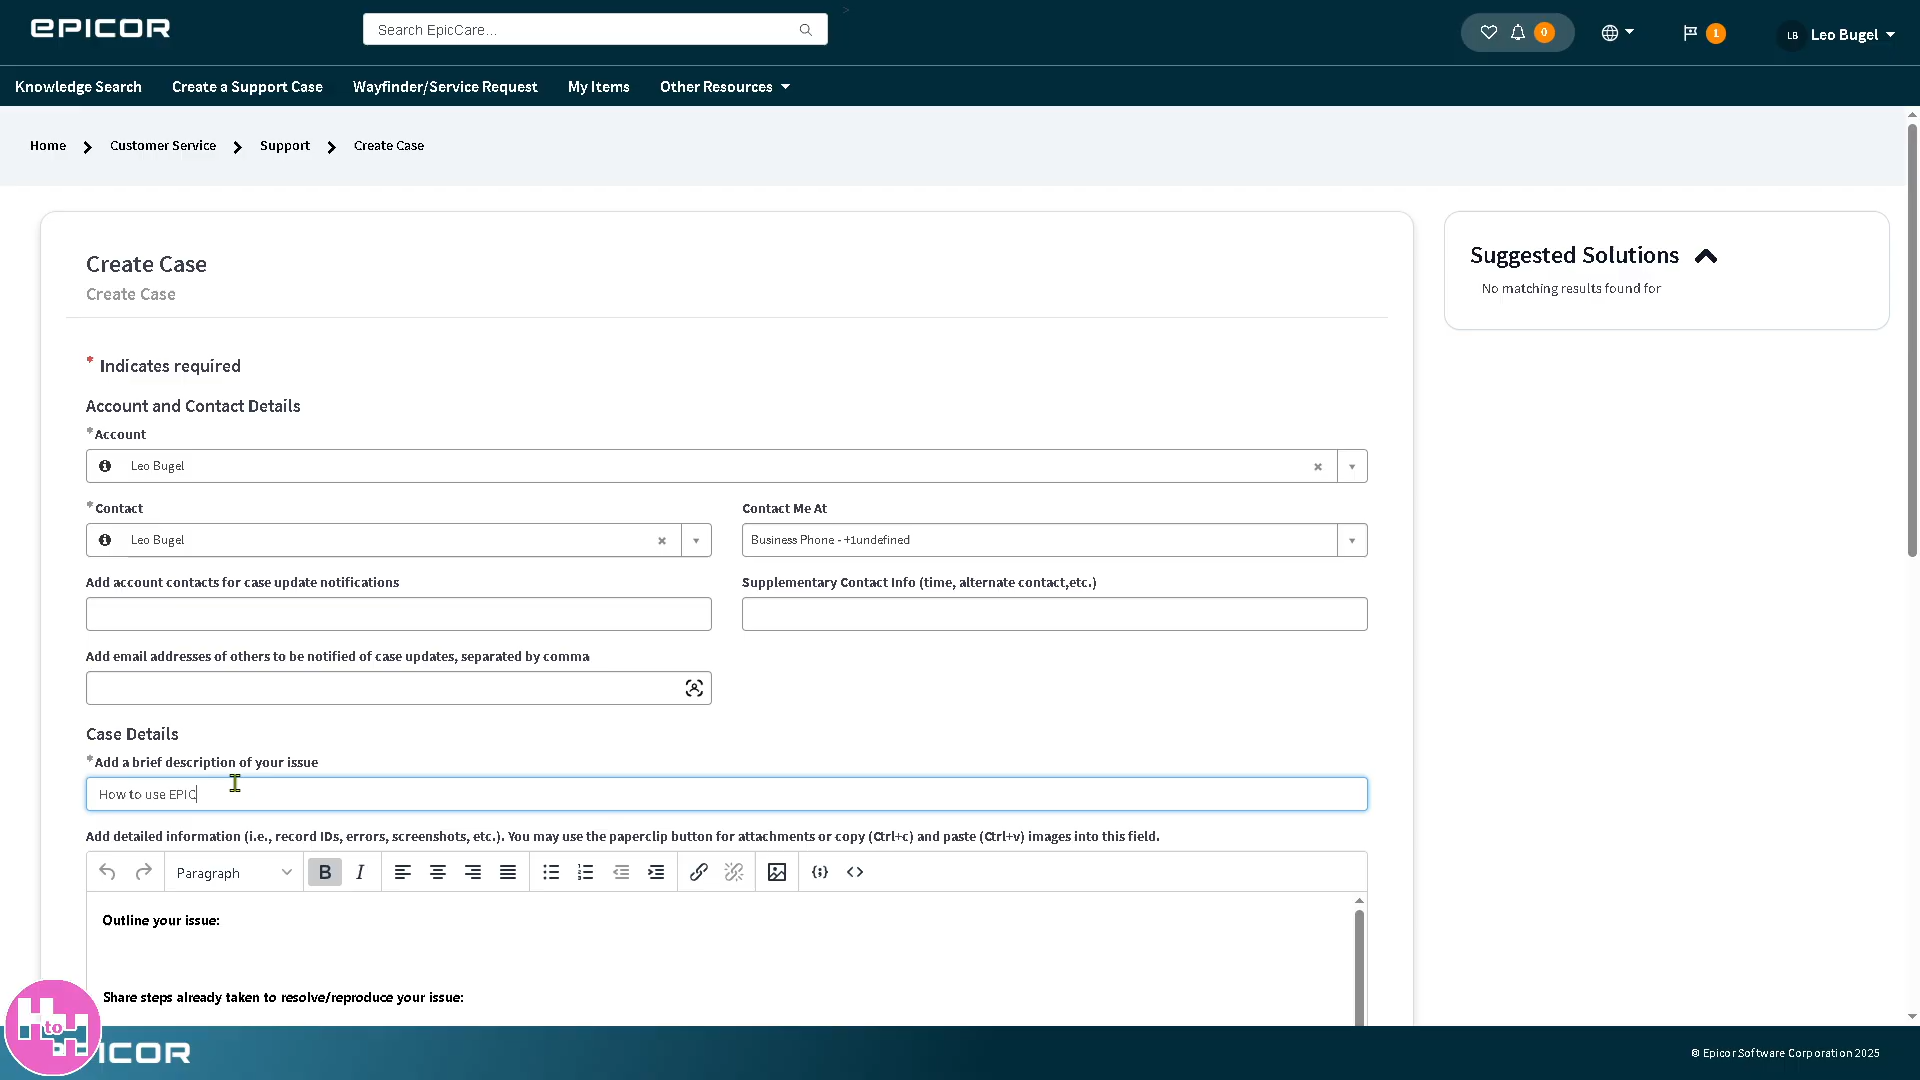 EPICOR
Search EpicCare...
0
1
LB
Leo Bugel
Knowledge Search
Create a Support Case
Wayfinder/Service Request
My Items
Other Resources
Home
Customer Service
Support
Create Case
Create Case
Create Case
* Indicates required
Account and Contact Details
*Account
Leo Bugel
*Contact
Contact Me At
Leo Bugel
Business Phone - +1undefined
Add account contacts for case update notifications
Supplementary Contact Info (time, alternate contact,etc.)
Add email addresses of others to be notified of case updates, separated by comma
Case Details
*Add a brief description of your issue
How to use EPIC
Add detailed information (i.e., record IDs, errors, screenshots, etc.). You may use the paperclip button for attachments or copy (Ctrl+c) and paste (Ctrl+v) images into this field.
Paragraph
B
I
Outline your issue:
Share steps already taken to resolve/reproduce your issue:
Suggested Solutions
No matching results found for
H to H
ICOR
© Epicor Software Corporation 2025